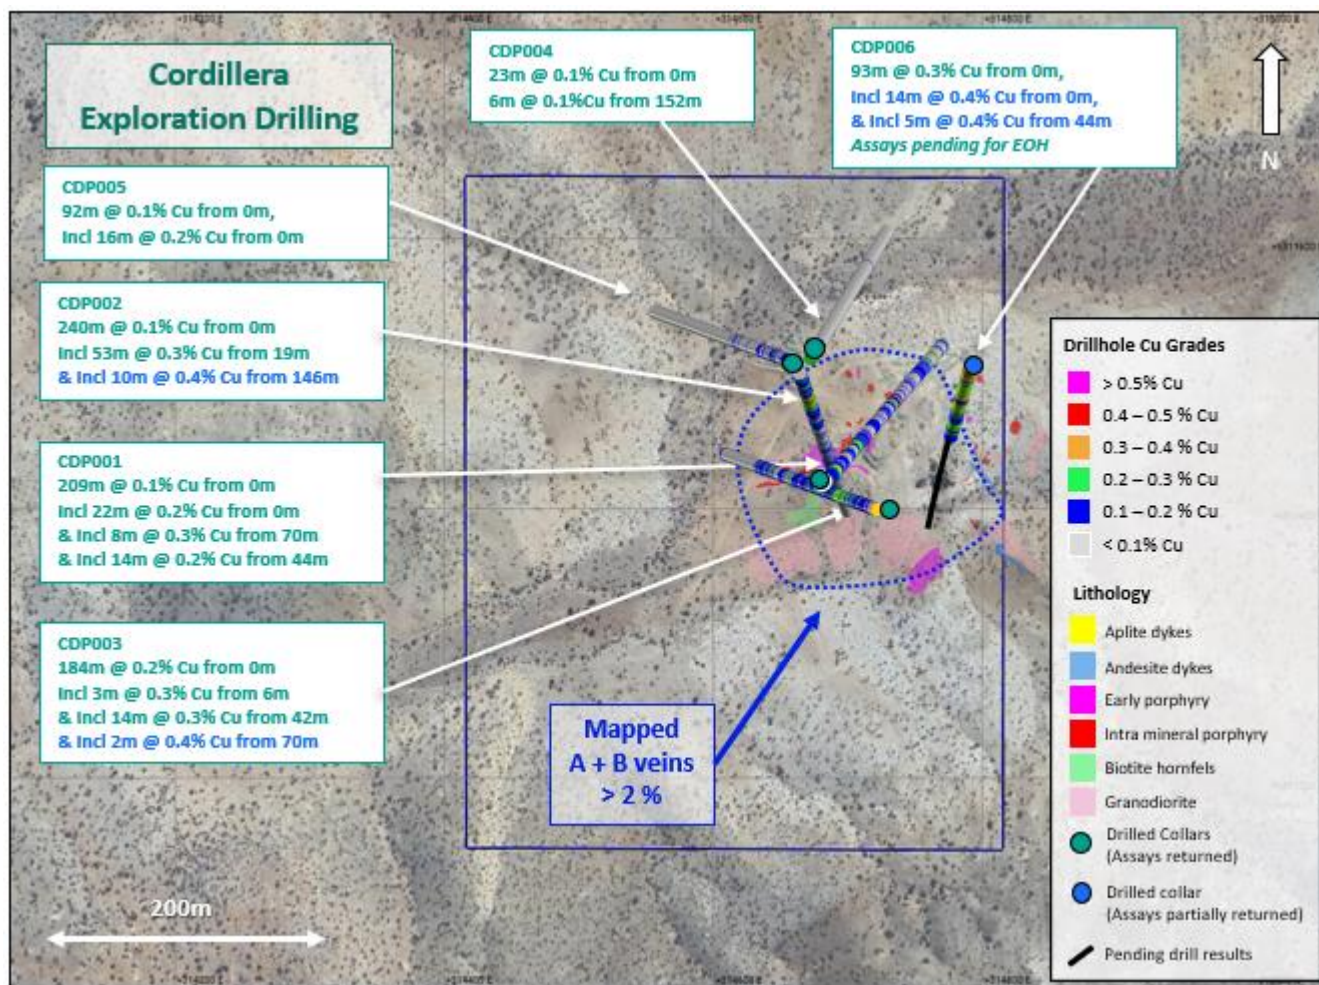 Cordillera
Exploration Drilling
CDP004
23m @ 0.1% Cu from 0m
6m @ 0.1%Cu from 152m
CDP006
93m @ 0.3% Cu from 0m,
Incl 14m @ 0.4% Cu from 0m,
& Incl 5m @ 0.4% Cu from 44m
Assays pending for EOH
N
CDP005
92m @ 0.1% Cu from 0m,
Incl 16m @ 0.2% Cu from 0m
CDP002
240m @ 0.1% Cu from 0m
Incl 53m @ 0.3% Cu from 19m
& Incl 10m @ 0.4% Cu from 146m
CDP001
209m @ 0.1% Cu from 0m
Incl 22m @ 0.2% Cu from 0m
& Incl 8m @ 0.3% Cu from 70m
& Incl 14m @ 0.2% Cu from 44m
CDP003
184m @ 0.2% Cu from 0m
Incl 3m @ 0.3% Cu from 6m
& Incl 14m @ 0.3% Cu from 42m
& Incl 2m @ 0.4% Cu from 70m
Mapped
A + B veins
> 2 %
200m
Drillhole Cu Grades
> 0.5% Cu
0.4 – 0.5 % Cu
0.3 – 0.4 % Cu
0.2 – 0.3 % Cu
0.1 – 0.2 % Cu
< 0.1% Cu
Lithology
Aplite dykes
Andesite dykes
Early porphyry
Intra mineral porphyry
Biotite hornfels
Granodiorite
Drilled Collars
(Assays returned)
Drilled collar
(Assays partially returned)
Pending drill results